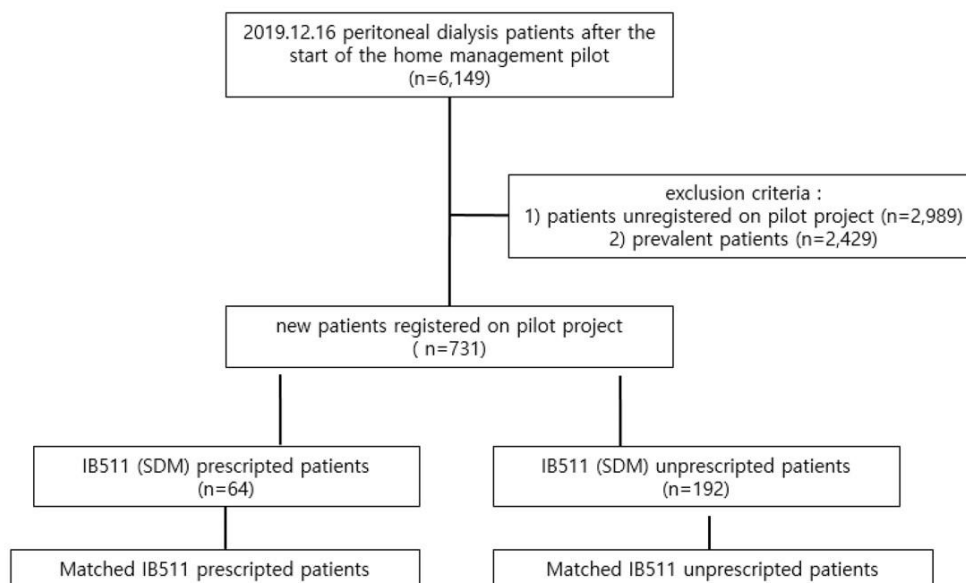 2019.12.16 peritoneal dialysis patients after the
start of the home management pilot
(n=6,149)
exclusion criteria :
1) patients unregistered on pilot project (n=2,989)
2) prevalent patients (n=2,429)
new patients registered on pilot project
( n=731)
IB511 (SDM) prescripted patients
(n=64)
IB511 (SDM) unprescripted patients
(n=192)
Matched IB511 prescripted patients
Matched IB511 unprescripted patients